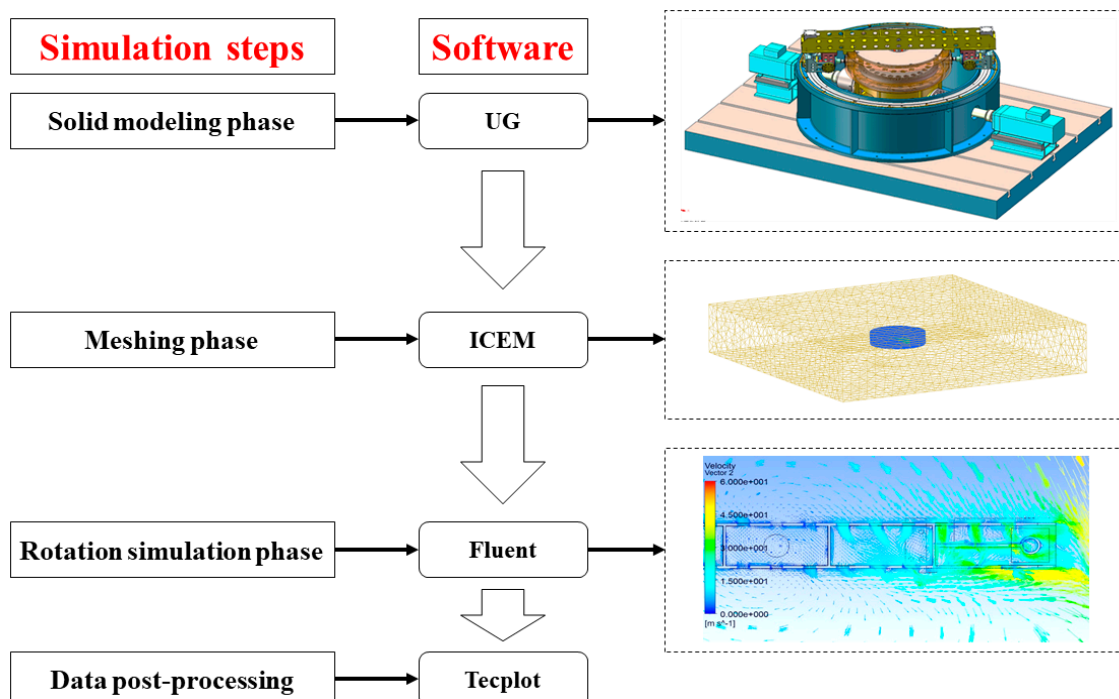 Simulation steps
Software
Solid modeling phase
UG
Meshing phase
ICEM
Rotation simulation phase
Fluent
Velocity
Vector 2
6.000e+001
4.500e+001
3.000e+001
1.500e+001
0.000e+000
[m s^-1]
Data post-processing
Tecplot